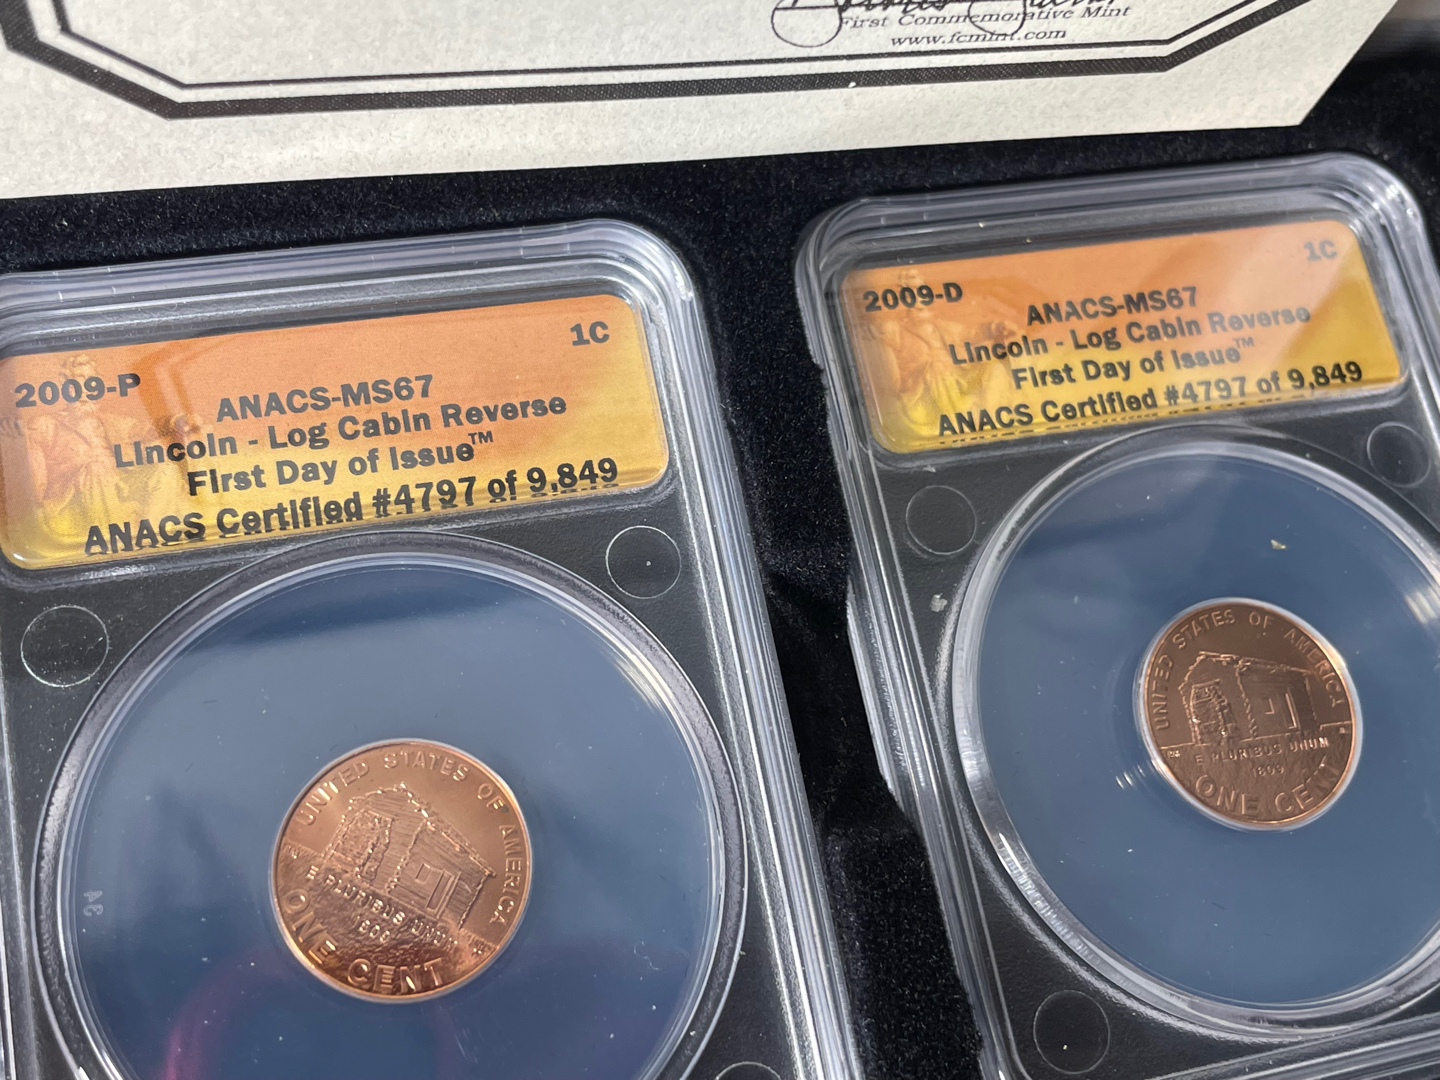 First Commemorative Mint
www.fcmint.com
2009-P
1C
ANACS-MS67
Lincoln - Log Cabin Reverse
First Day of Issue™
ANACS Certified #4797 of 9,849
UNITED STATES OF AMERICA
E PLURIBUS UNUM
1809
ONE CENT
2009-D
1C
ANACS-MS67
Lincoln - Log Cabin Reverse
First Day of Issue™
ANACS Certified #4797 of 9,849
UNITED STATES OF AMERICA
E PLURIBUS UNUM
1809
ONE CENT